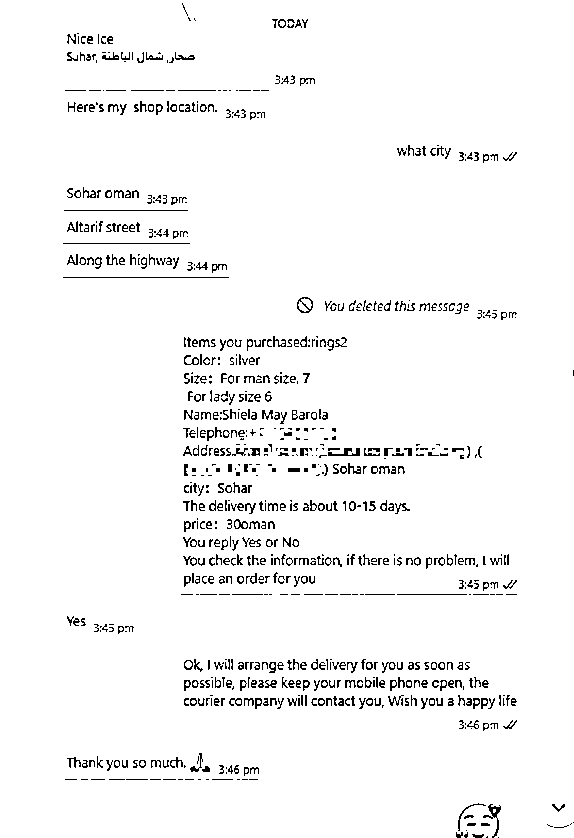 TODAY
Nice Ice
Suhar, صحار, شمال الباطنة
3:43 pm
Here's my shop location. 3:43 pm
what city 3:43 pm
Sohar oman 3:43 pm
Altarif street 3:44 pm
Along the highway 3:44 pm
You deleted this message 3:45 pm
Items you purchased:rings2
Color: silver
Size: For man size, 7
For lady size 6
Name:Shiela May Barola
Telephone:+
Address.
) Sohar oman
city: Sohar
The delivery time is about 10-15 days.
price: 30oman
You reply Yes or No
You check the information, if there is no problem, I will
place an order for you 3:45 pm
Yes 3:45 pm
Ok, I will arrange the delivery for you as soon as
possible, please keep your mobile phone open, the
courier company will contact you, Wish you a happy life
3:46 pm
Thank you so much. 3:46 pm